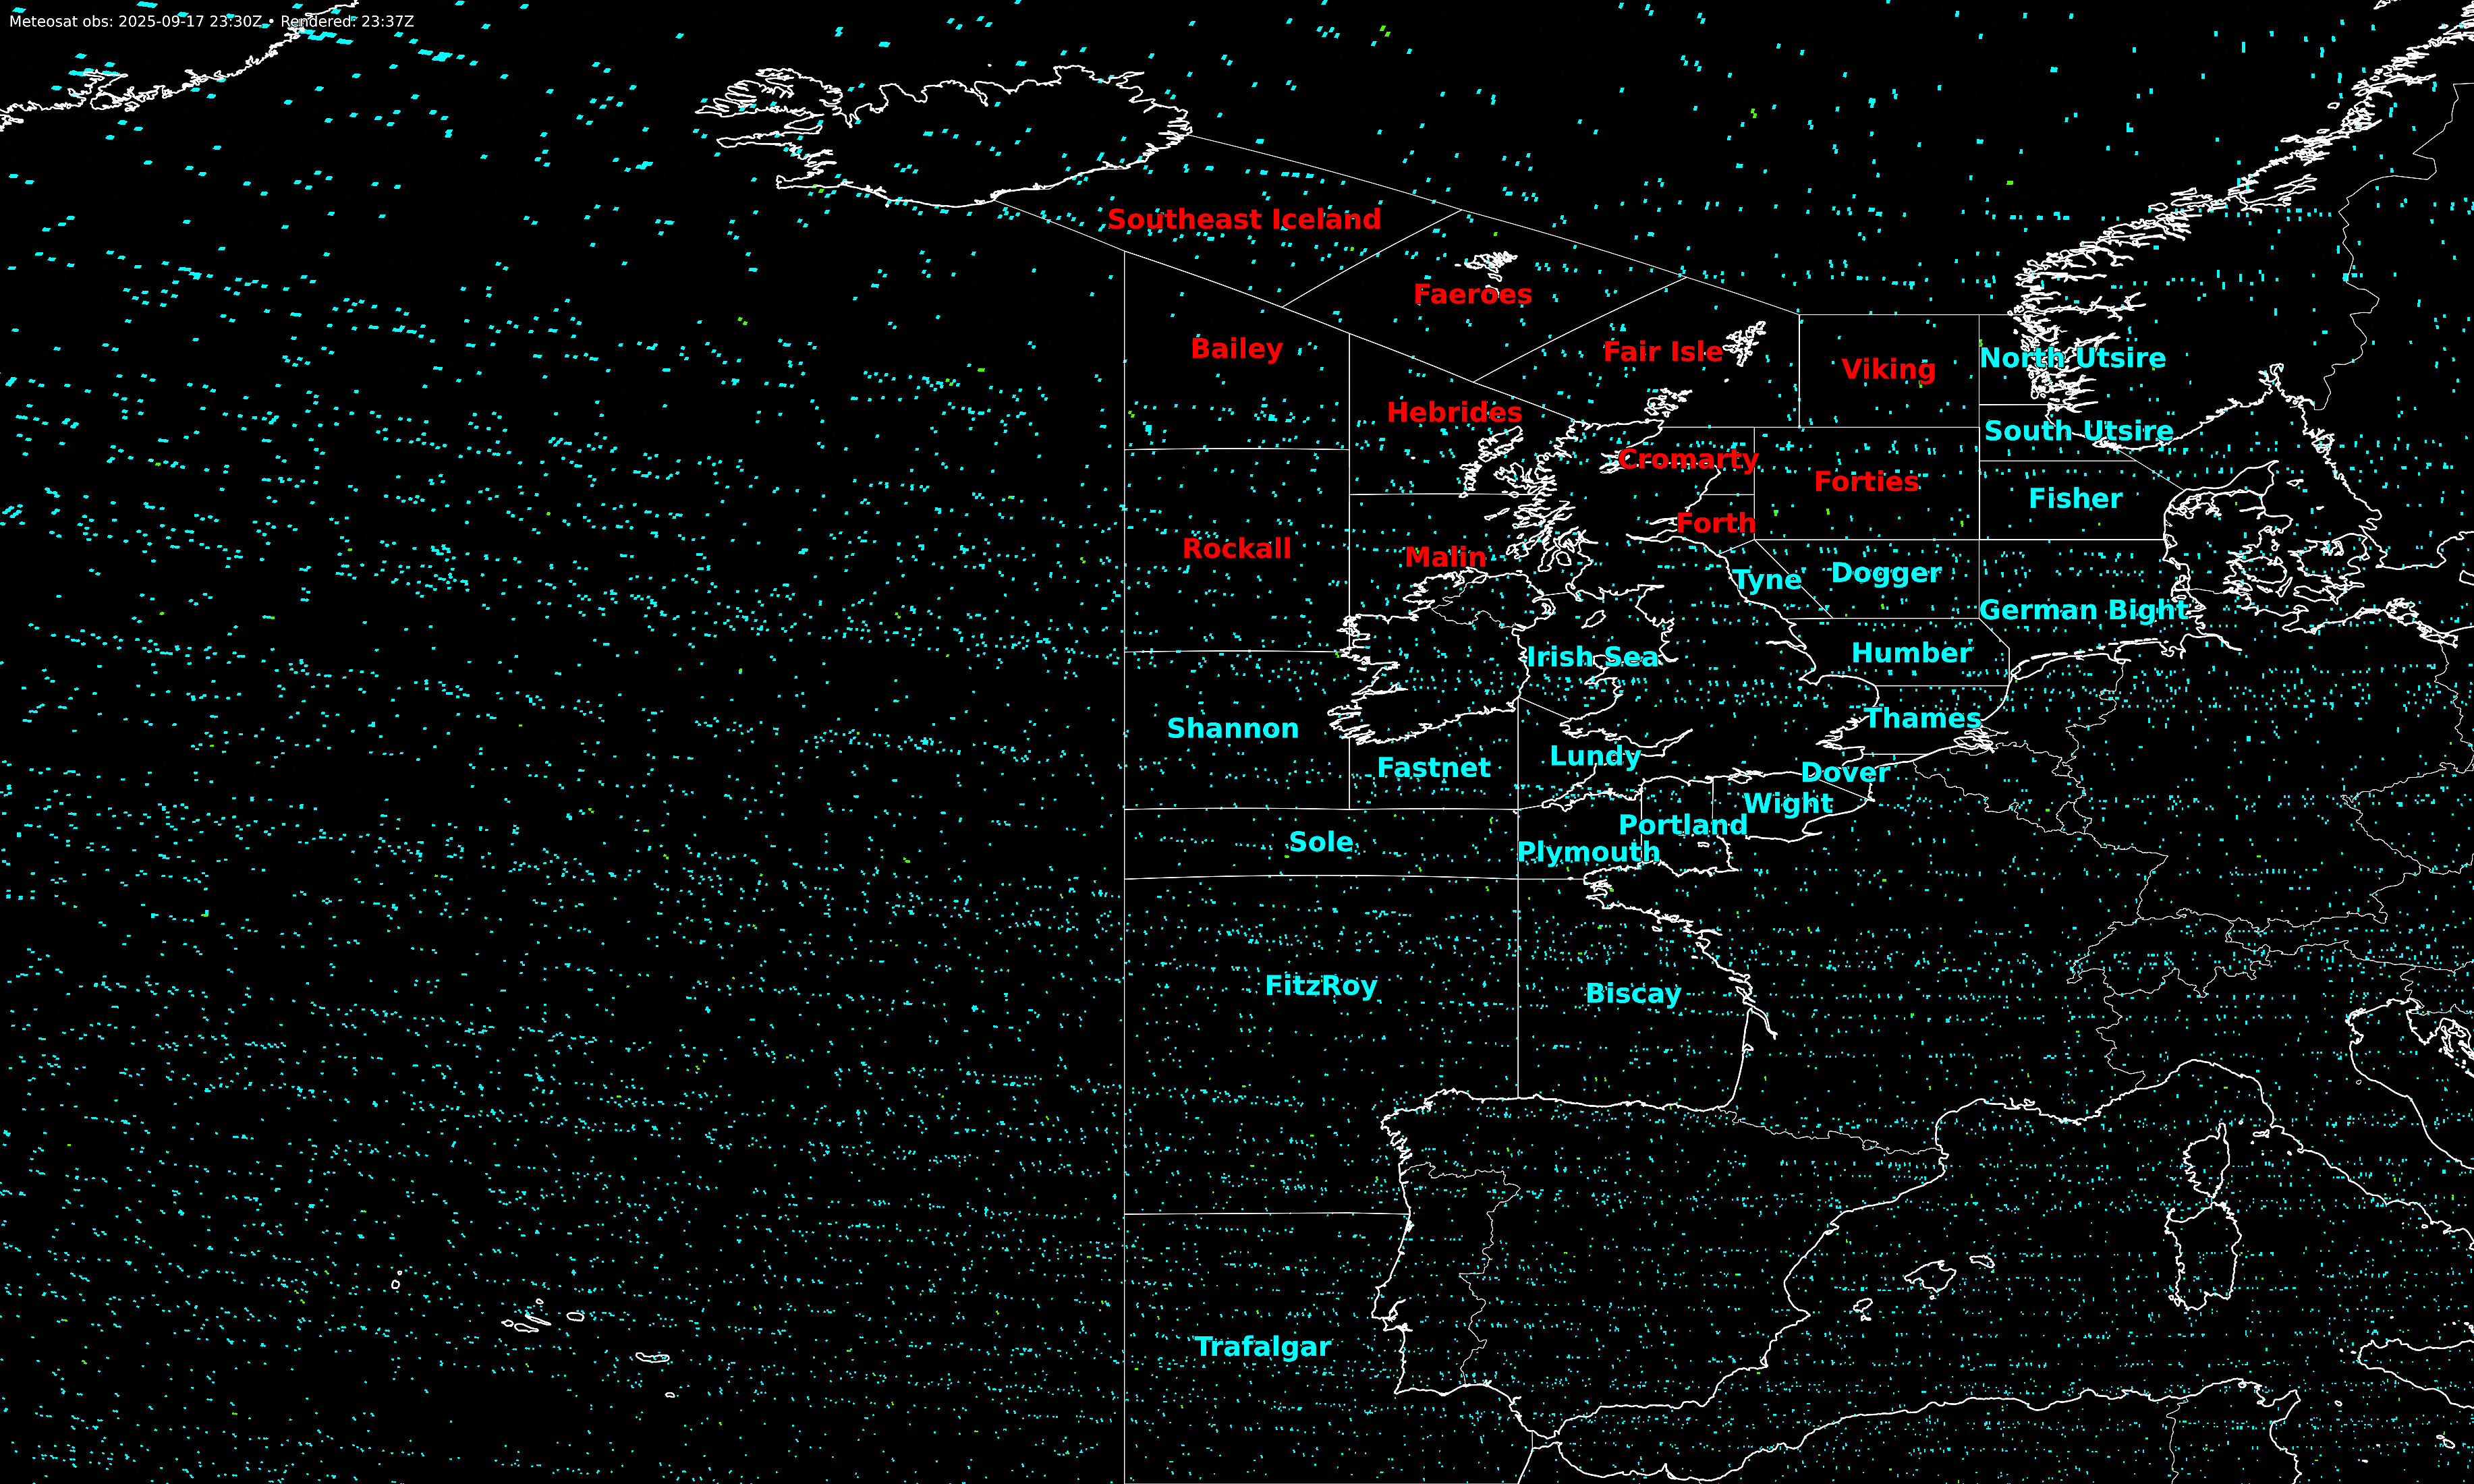 Meteosat obs: 2025-09-17 23:30Z • Rendered: 23:37Z
Southeast Iceland
Faeroes
Bailey
Fair Isle
Viking
North Utsire
Hebrides
South Utsire
Cromarty
Forties
Fisher
Forth
Rockall
Malin
Tyne
Dogger
German Bight
Irish Sea
Humber
Thames
Shannon
Lundy
Fastnet
Dover
Wight
Portland
Sole
Plymouth
FitzRoy
Biscay
Trafalgar